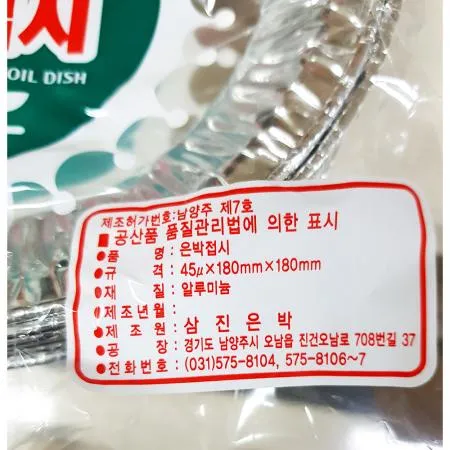 접시
OIL DISH
제조허가번호:남양주 제7호
■ 공산품 품질관리법에 의한 표시
●품 명 : 은박접시
●규 격 : 45μ×180mm×180mm
●재 질 : 알루미늄
●제조년월 :
●제 조 원 : 삼 진 은 박
●공 장 : 경기도 남양주시 오남읍 진건오남로 708번길 37
●전화번호 : (031)575-8104, 575-8106~7